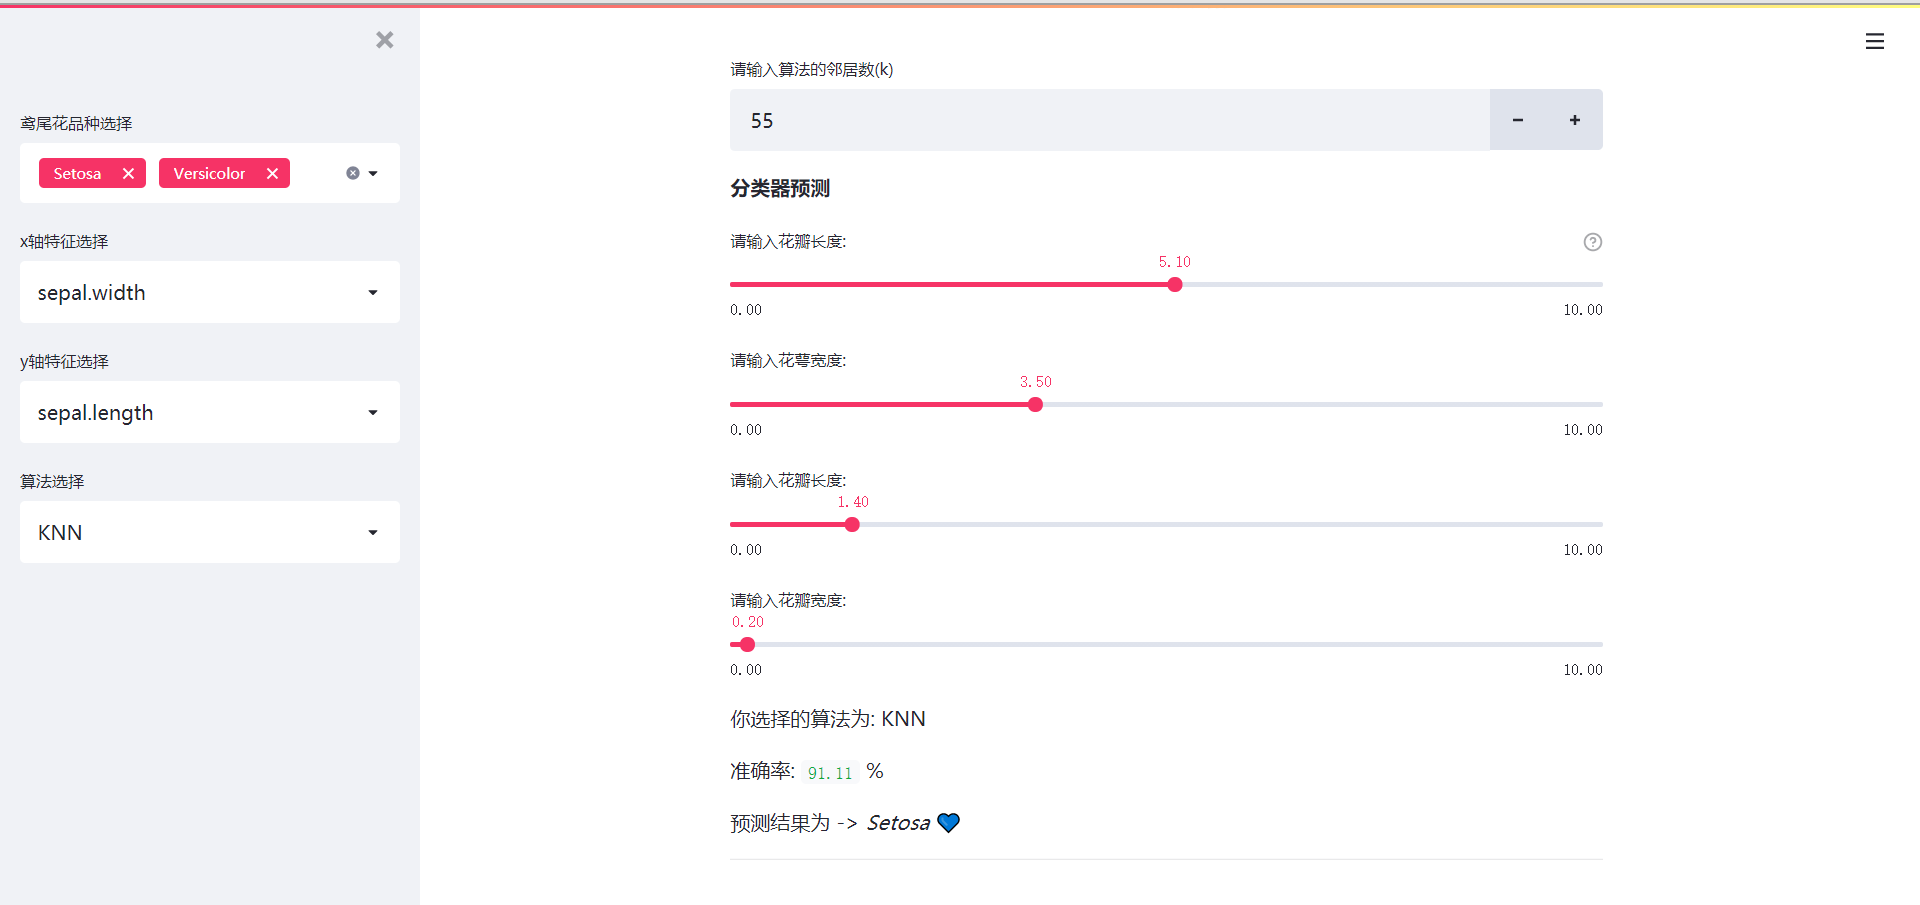 鸢尾花品种选择
Setosa
Versicolor
x轴特征选择
sepal.width
y轴特征选择
sepal.length
算法选择
KNN
请输入算法的邻居数(k)
55
分类器预测
请输入花瓣长度:
5.10
0.00
10.00
请输入花萼宽度:
3.50
0.00
10.00
请输入花瓣长度:
1.40
0.00
10.00
请输入花瓣宽度:
0.20
0.00
10.00
你选择的算法为: KNN
准确率: 91.11 %
预测结果为 -> Setosa 💙